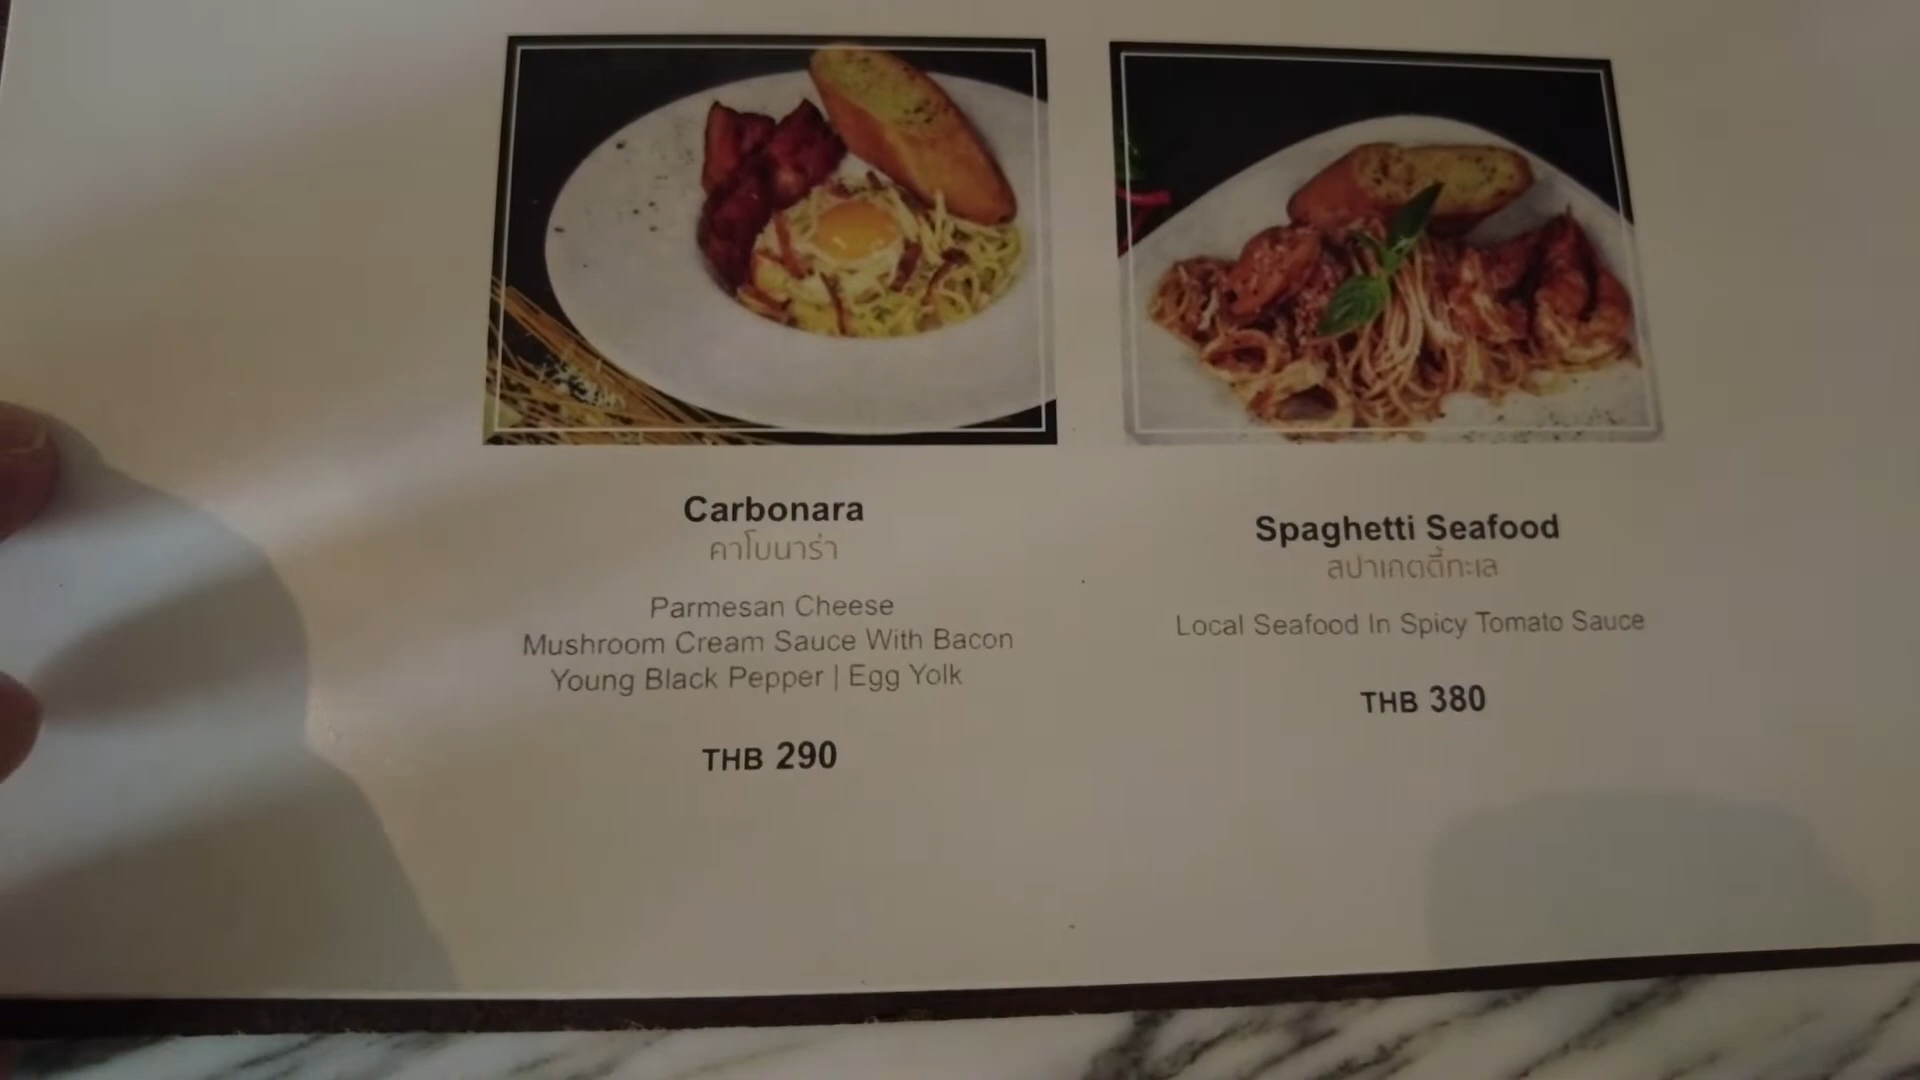 Carbonara
คาโบนาร่า
Parmesan Cheese
Mushroom Cream Sauce With Bacon
Young Black Pepper | Egg Yolk
THB 290
Spaghetti Seafood
สปาเกตตี้ทะเล
Local Seafood In Spicy Tomato Sauce
THB 380